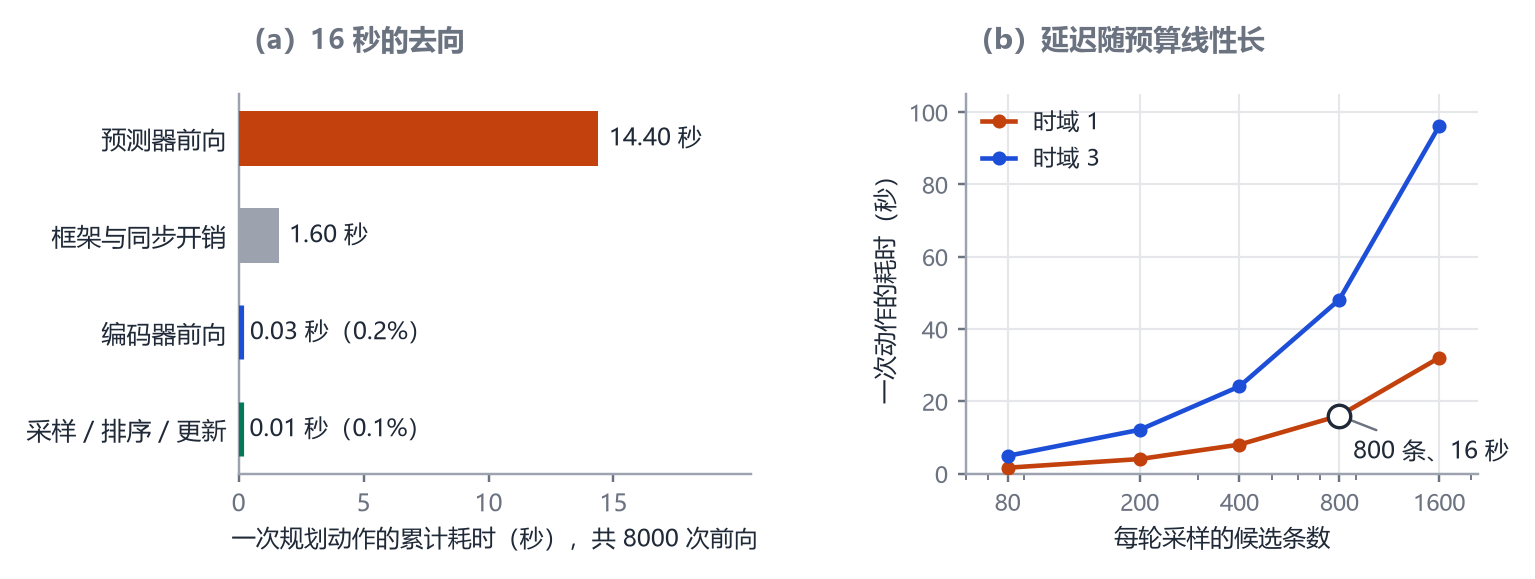 (a)16 秒的去向
预测器前向
14.40 秒
框架与同步开销
1.60 秒
编码器前向
0.03 秒（0.2%）
采样 / 排序 / 更新
0.01 秒（0.1%）
0 5 10 15
一次规划动作的累计耗时（秒），共 8000 次前向
（b）延迟随预算线性长
一次动作的耗时（秒）
100
80
60
40
20
0
时域 1
时域 3
800 条、16 秒
80 200 400 800 1600
每轮采样的候选条数